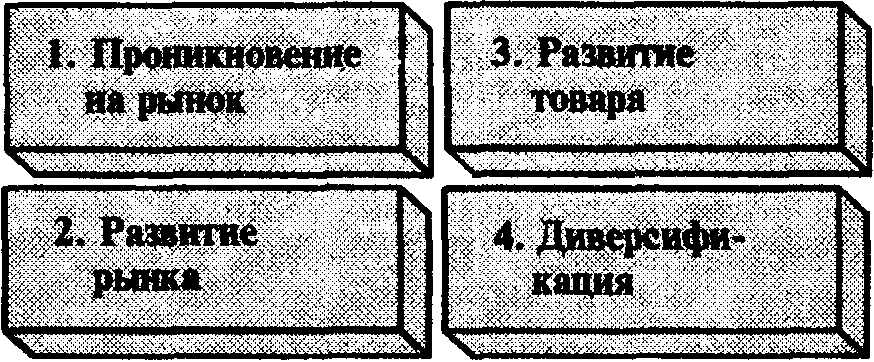 1. Проникновение
на рынок
3. Развитие
товара
2. Развитие
рынка
4. Диверсифи-
кация